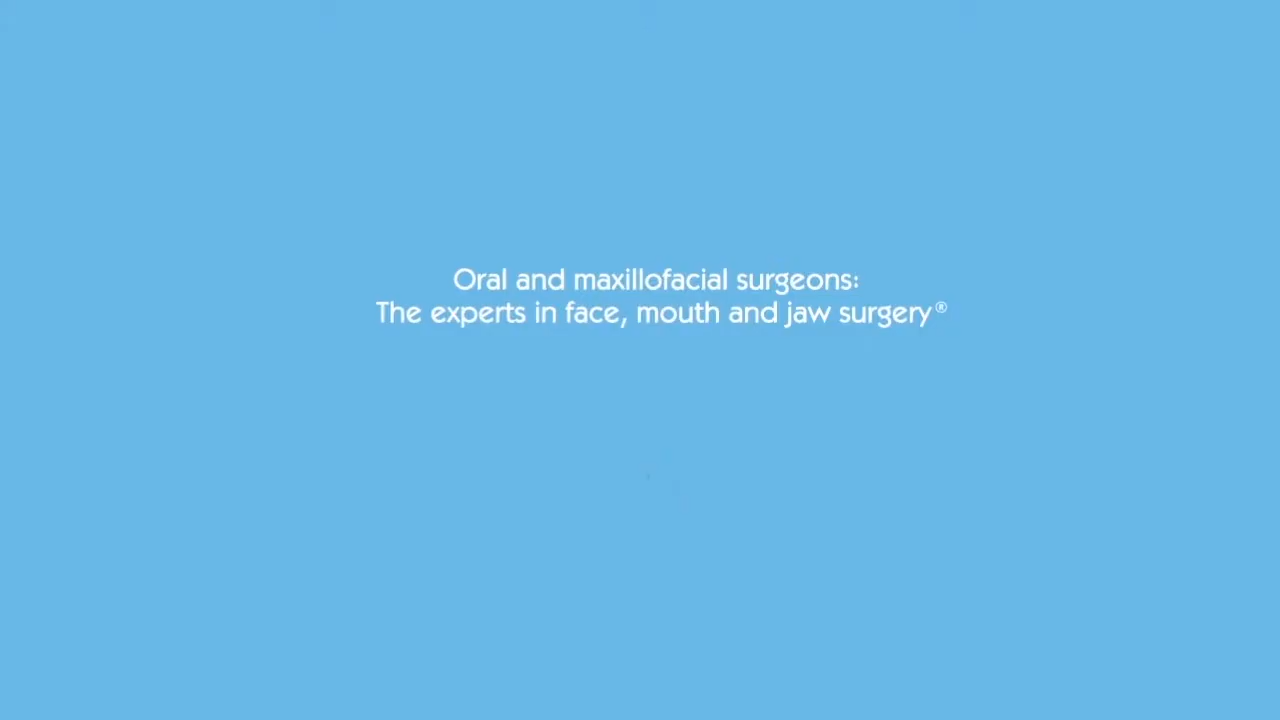 Oral and maxillofacial surgeons:
The experts in face, mouth and jaw surgery®